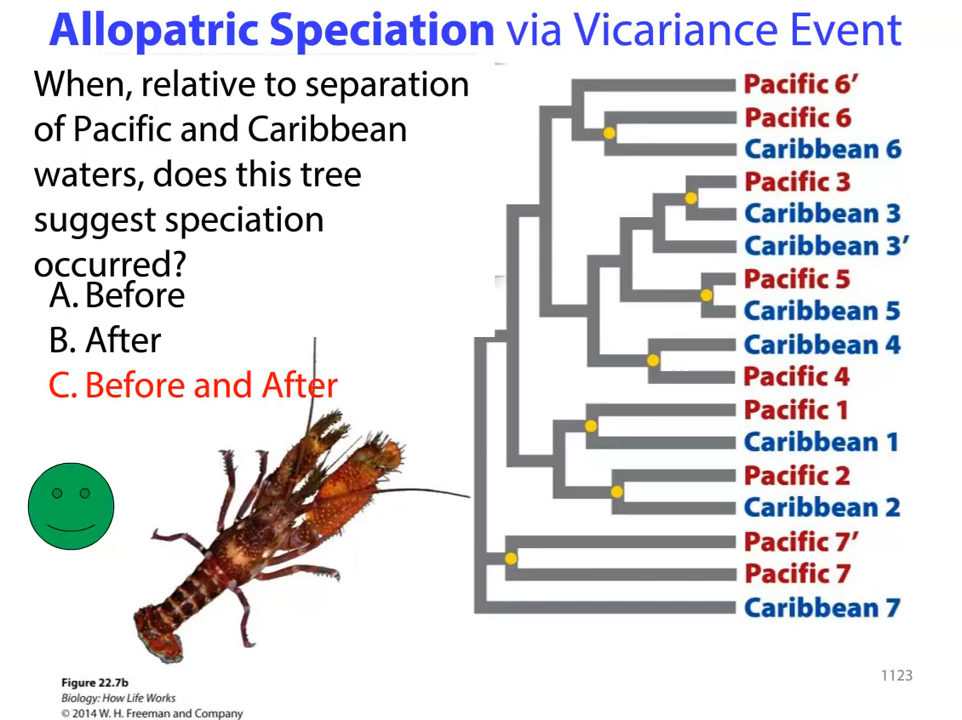 Allopatric Speciation via Vicariance Event
When, relative to separation
of Pacific and Caribbean
waters, does this tree
suggest speciation
occurred?
A. Before
B. After
C. Before and After
Pacific 6′
Pacific 6
Caribbean 6
Pacific 3
Caribbean 3
Caribbean 3′
Pacific 5
Caribbean 5
Caribbean 4
Pacific 4
Pacific 1
Caribbean 1
Pacific 2
Caribbean 2
Pacific 7′
Pacific 7
Caribbean 7
Figure 22.7b
Biology: How Life Works
© 2014 W. H. Freeman and Company
1123